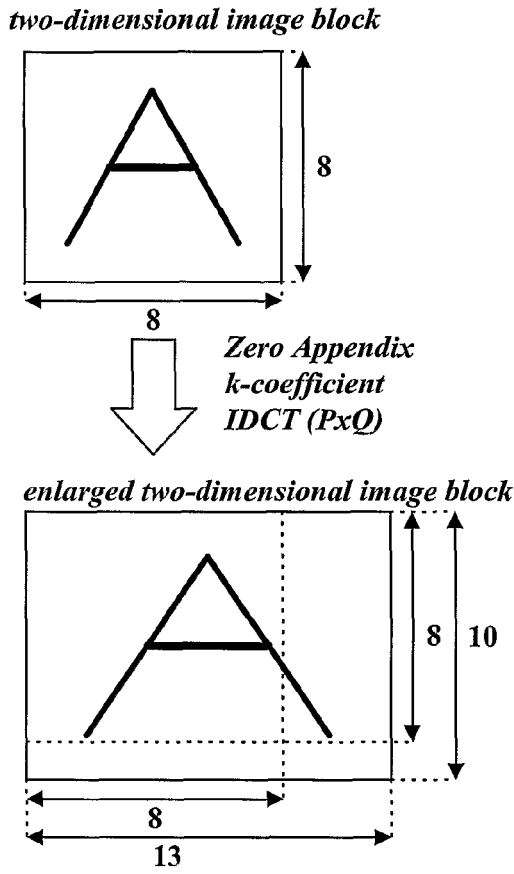 two-dimensional image block
8
8
Zero Appendix
k-coefficient
IDCT (PxQ)
enlarged two-dimensional image block
A
A
8
10
8
13